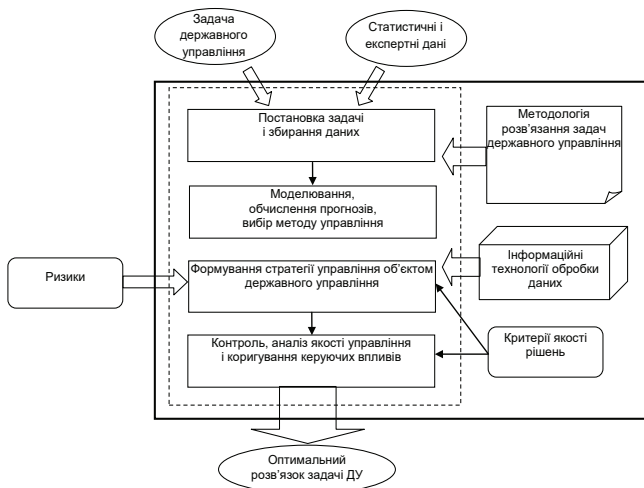 Задача
державного
управління
Статистичні і
експертні дані
Постановка задачі
і збирання даних
Методологія
розв'язання задач
державного управління
Моделювання,
обчислення прогнозів,
вибір методу управління
Ризики
Формування стратегії управління об'єктом
державного управління
Інформаційні
технології обробки
даних
Контроль, аналіз якості управління
і коригування керуючих впливів
Критерії якості
рішень
Оптимальний
розв'язок задачі ДУ